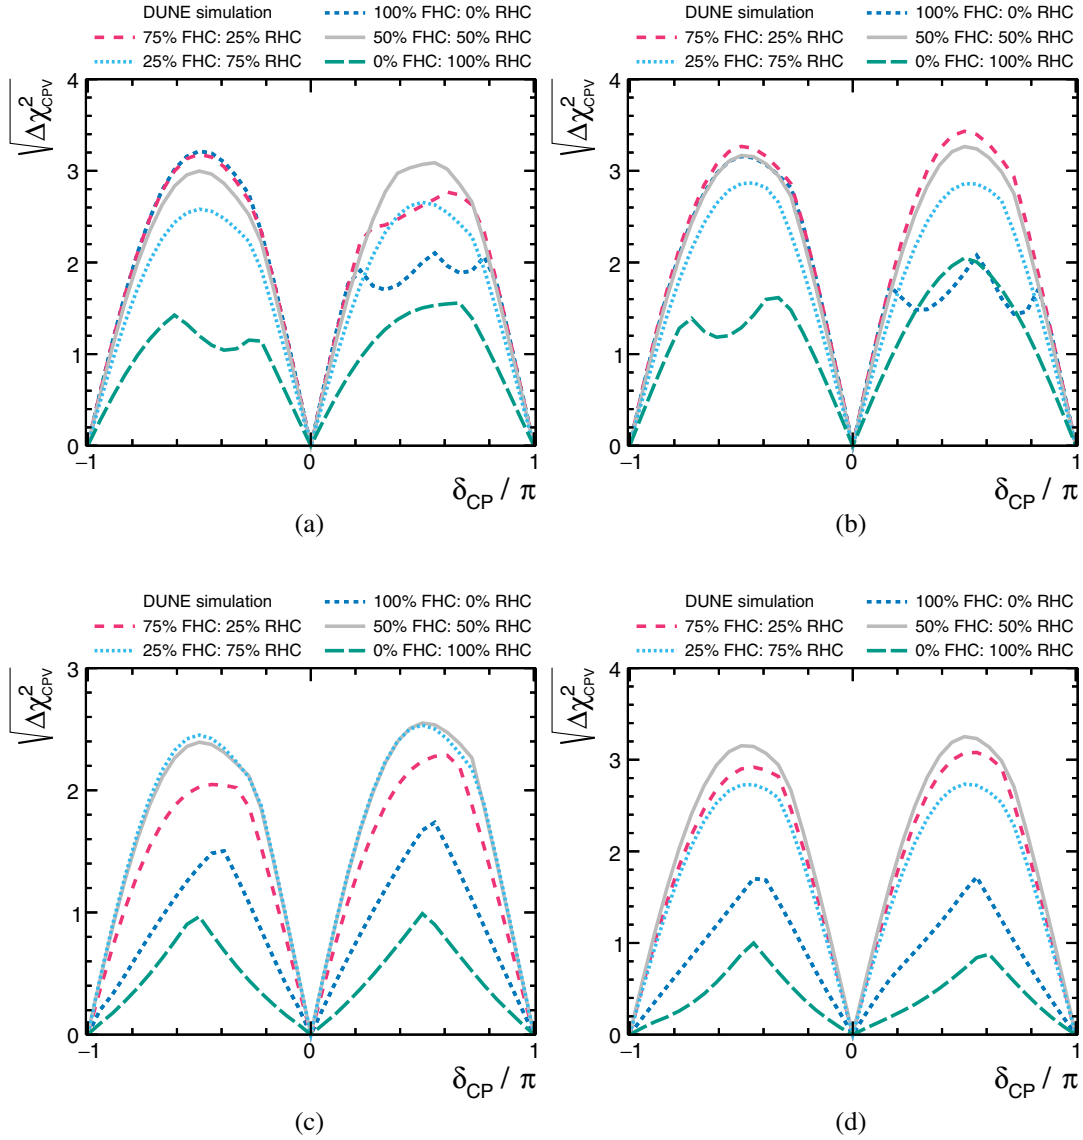 DUNE simulation 100% FHC: 0% RHC
75% FHC: 25% RHC 50% FHC: 50% RHC
25% FHC: 75% RHC 0% FHC: 100% RHC
√Δχ²CPV
4
3
2
1
0
−1 0 1
δCP / π
(a)
DUNE simulation 100% FHC: 0% RHC
75% FHC: 25% RHC 50% FHC: 50% RHC
25% FHC: 75% RHC 0% FHC: 100% RHC
√Δχ²CPV
4
3
2
1
0
−1 0 1
δCP / π
(b)
DUNE simulation 100% FHC: 0% RHC
75% FHC: 25% RHC 50% FHC: 50% RHC
25% FHC: 75% RHC 0% FHC: 100% RHC
√Δχ²CPV
3
2
1
0
−1 0 1
δCP / π
(c)
DUNE simulation 100% FHC: 0% RHC
75% FHC: 25% RHC 50% FHC: 50% RHC
25% FHC: 75% RHC 0% FHC: 100% RHC
√Δχ²CPV
4
3
2
1
0
−1 0 1
δCP / π
(d)